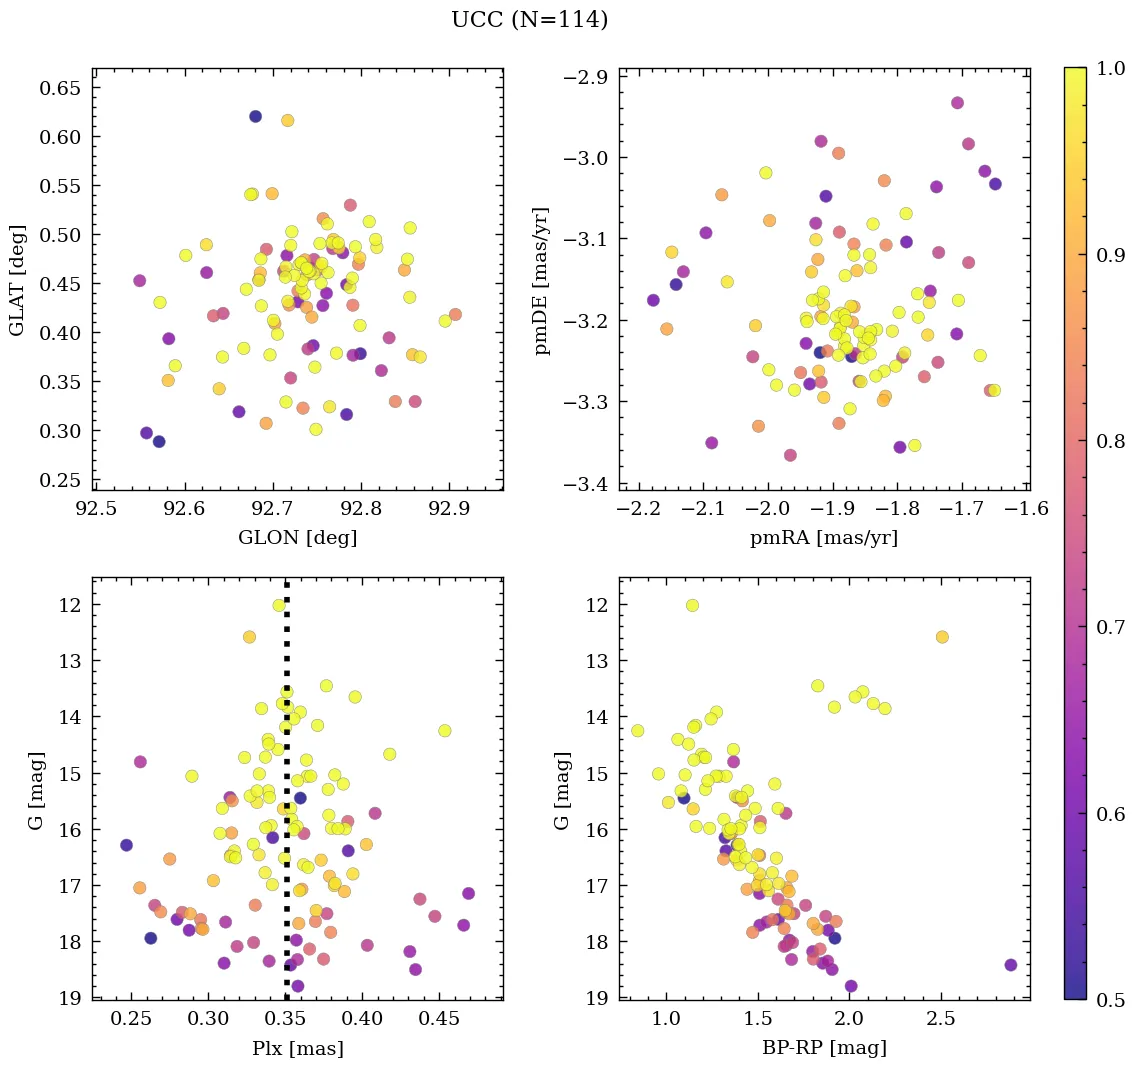 UCC (N=114)
0.65
0.60
0.55
0.50
0.45
0.40
0.35
0.30
0.25
GLAT [deg]
92.5 92.6 92.7 92.8 92.9
GLON [deg]
−2.9
−3.0
−3.1
−3.2
−3.3
−3.4
pmDE [mas/yr]
−2.2 −2.1 −2.0 −1.9 −1.8 −1.7 −1.6
pmRA [mas/yr]
12
13
14
15
16
17
18
19
G [mag]
0.25 0.30 0.35 0.40 0.45
Plx [mas]
12
13
14
15
16
17
18
19
G [mag]
1.0 1.5 2.0 2.5
BP-RP [mag]
1.0
0.9
0.8
0.7
0.6
0.5